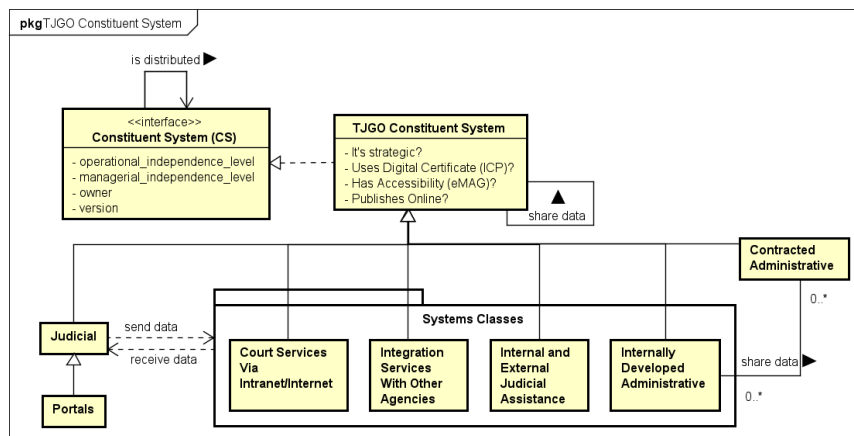 pkgTJGO Constituent System
is distributed ▶
<<interface>>
Constituent System (CS)
- operational_independence_level
- managerial_independence_level
- owner
- version
TJGO Constituent System
- It's strategic?
- Uses Digital Certificate (ICP)?
- Has Accessibility (eMAG)?
- Publishes Online?
▲
share data
Contracted
Administrative
0..*
Judicial
send data
receive data
Systems Classes
Court Services
Via
Intranet/Internet
Integration
Services
With Other
Agencies
Internal and
External
Judicial
Assistance
Internally
Developed
Administrative
share data ▶
0..*
Portals